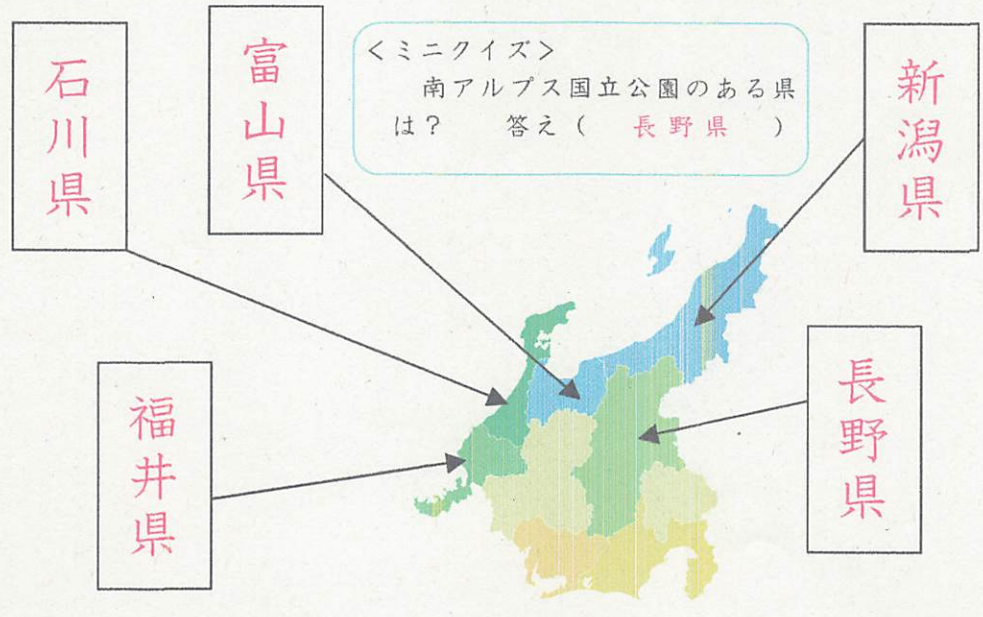 石川県
富山県
<ミニクイズ>
南アルプス国立公園のある県
は？ 答え（ 長野県 ）
新潟県
福井県
長野県